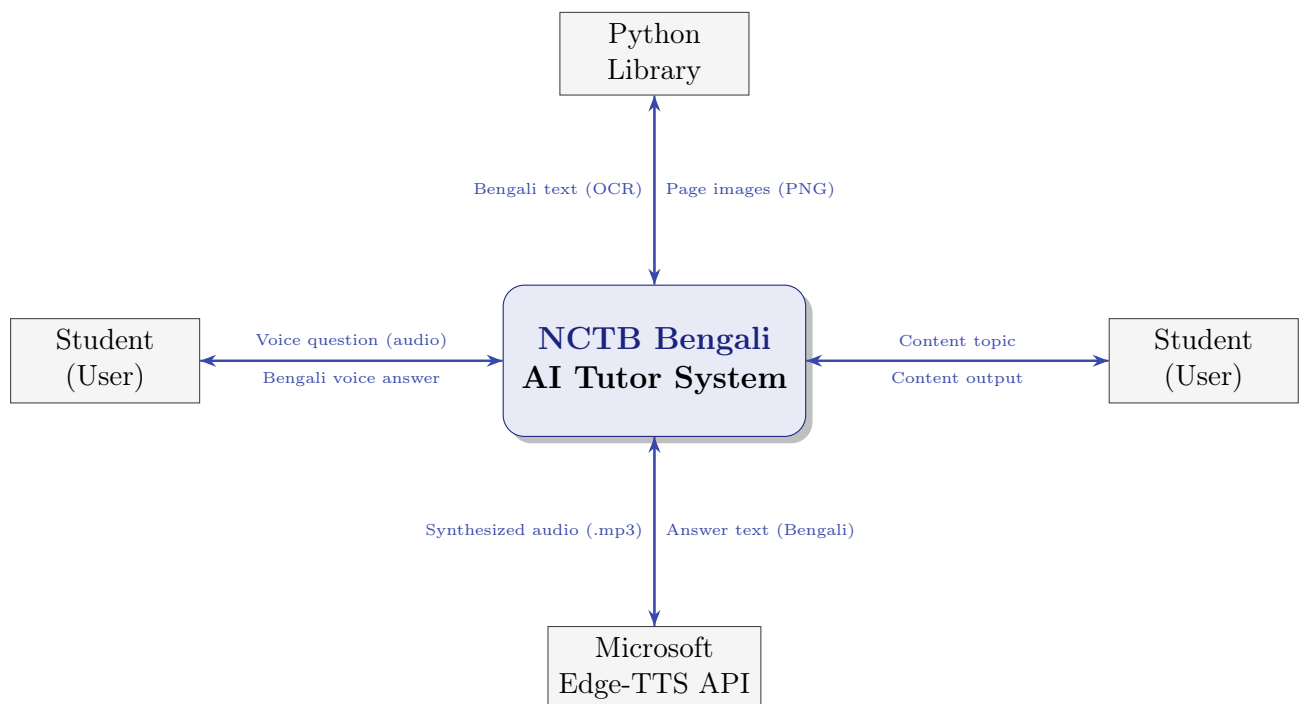 Python
Library
Bengali text (OCR) Page images (PNG)
Student
(User)
Voice question (audio)
Bengali voice answer
NCTB Bengali
AI Tutor System
Content topic
Content output
Student
(User)
Synthesized audio (.mp3) Answer text (Bengali)
Microsoft
Edge-TTS API